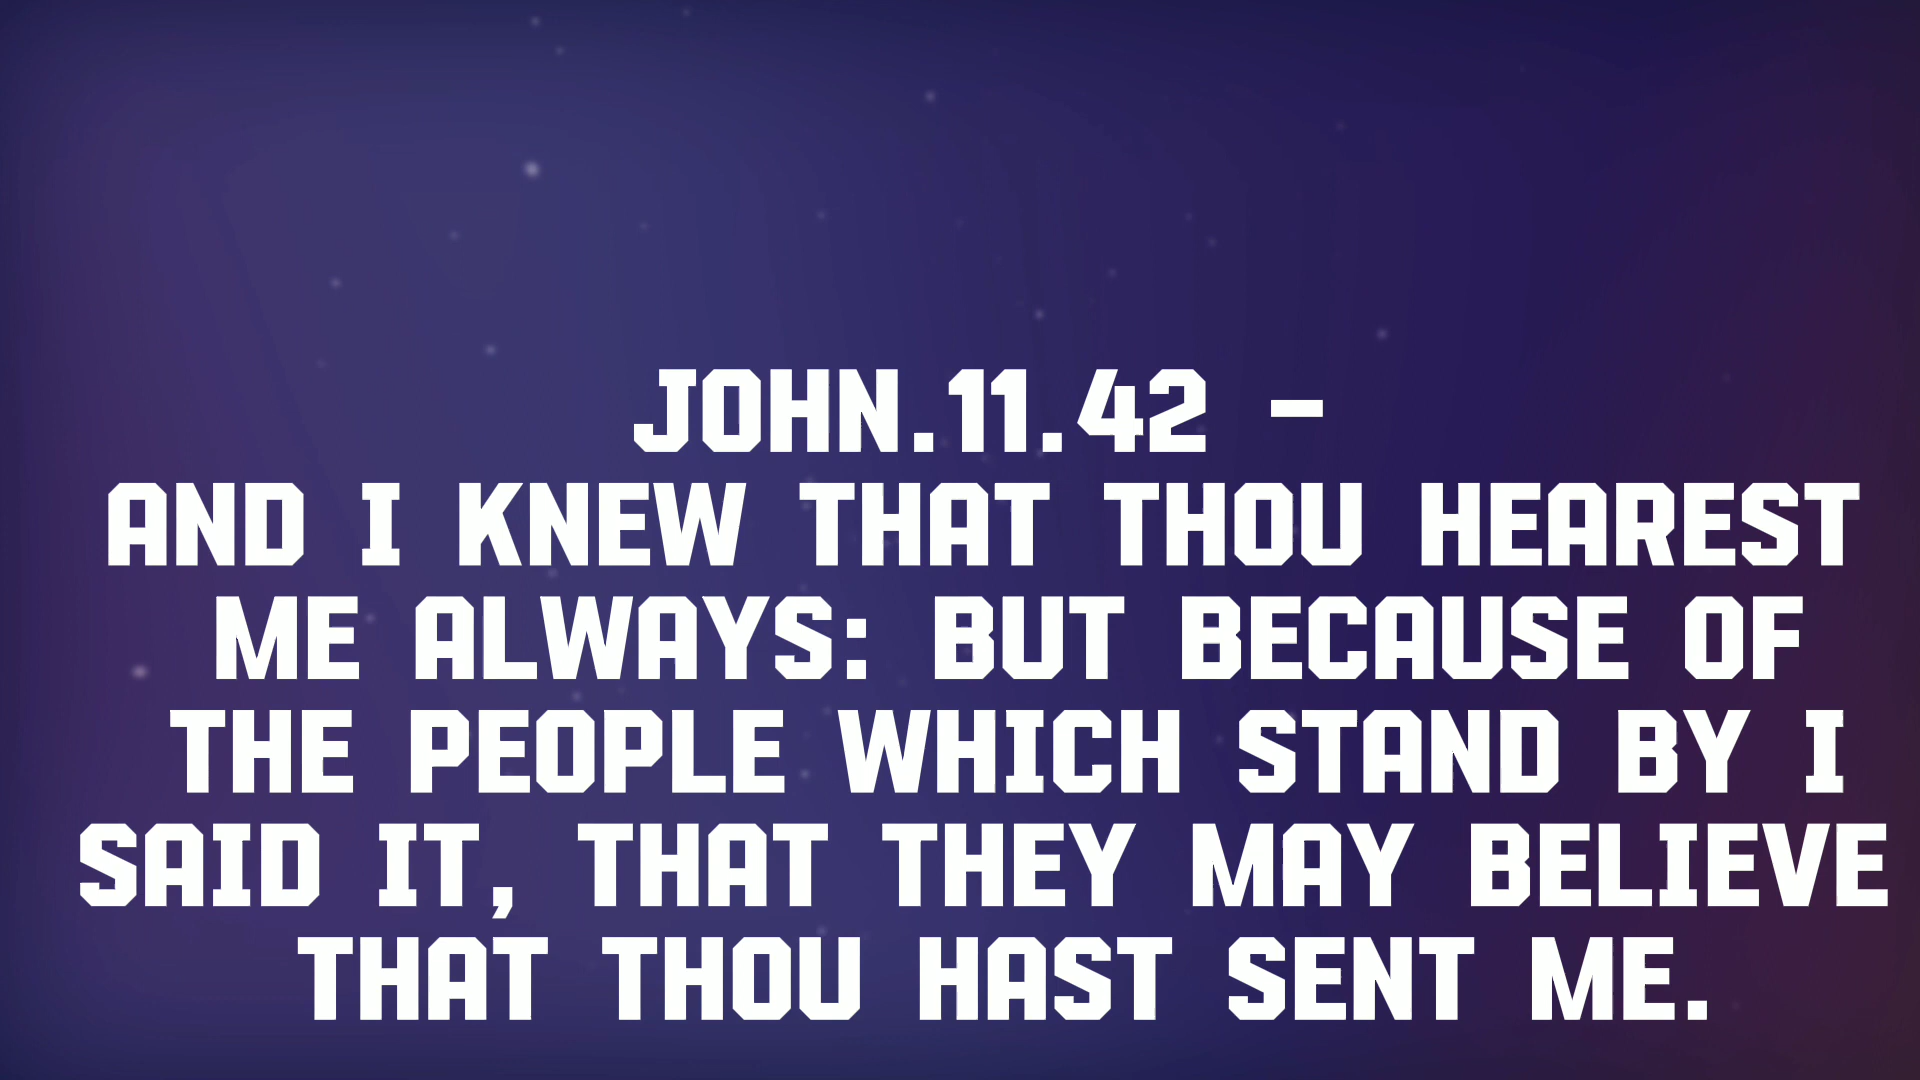 JOHN.11.42 –
AND I KNEW THAT THOU HEAREST
ME ALWAYS: BUT BECAUSE OF
THE PEOPLE WHICH STAND BY I
SAID IT, THAT THEY MAY BELIEVE
THAT THOU HAST SENT ME.